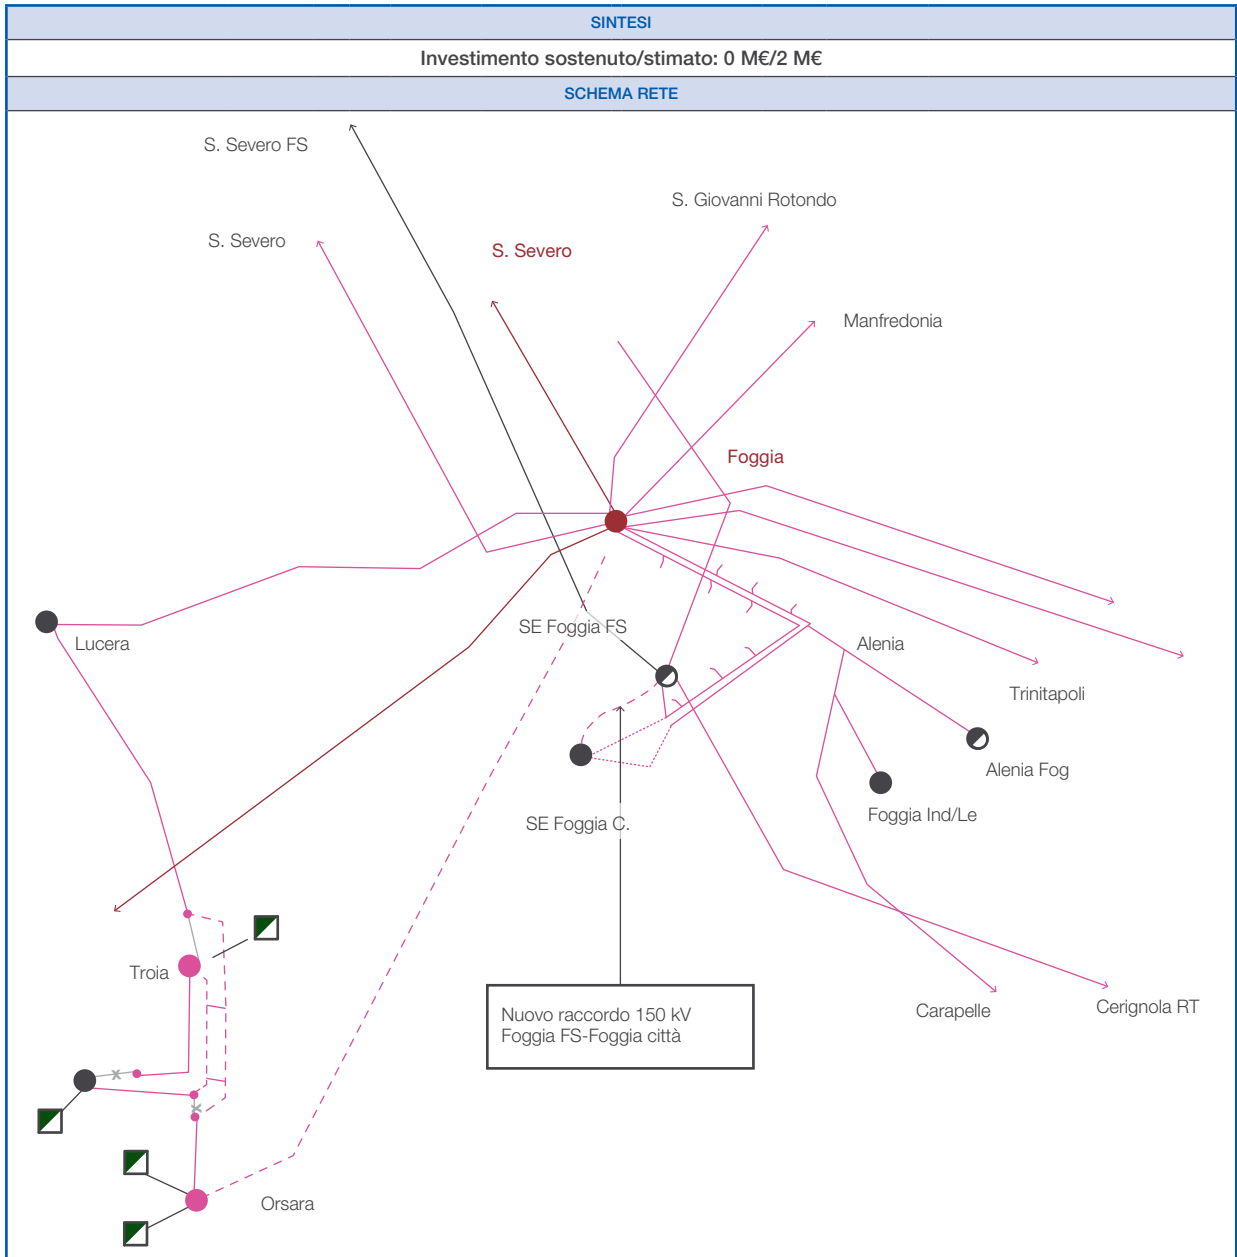 SINTESI
Investimento sostenuto/stimato: 0 M€/2 M€
SCHEMA RETE
S. Severo FS
S. Giovanni Rotondo
S. Severo
S. Severo
Manfredonia
Foggia
SE Foggia FS
Lucera
Alenia
Trinitapoli
Alenia Fog
Foggia Ind/Le
SE Foggia C.
Troia
Nuovo raccordo 150 kV
Foggia FS-Foggia città
Carapelle
Cerignola RT
Orsara